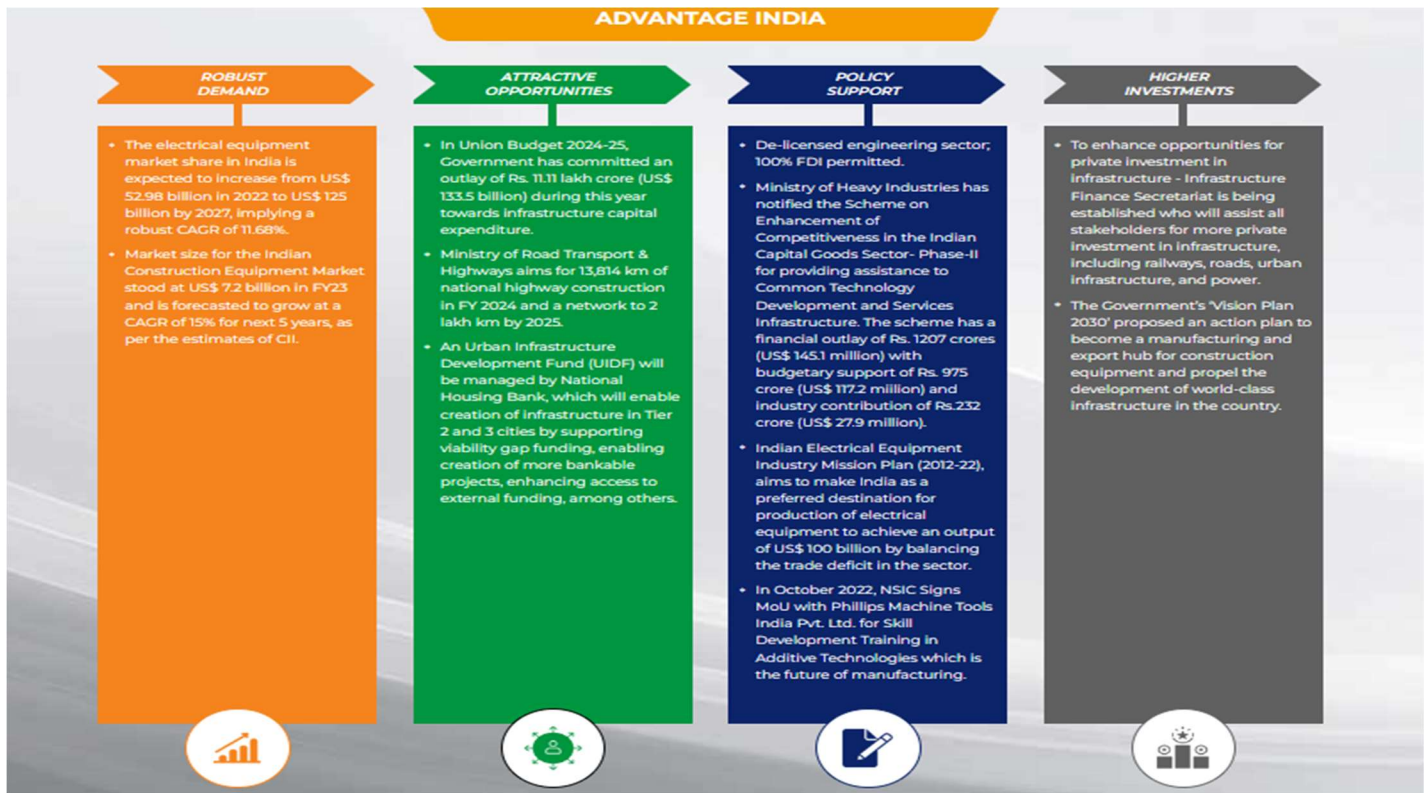 ADVANTAGE INDIA
ROBUST
DEMAND
• The electrical equipment
market share in India is
expected to increase from US$
52.98 billion in 2022 to US$ 125
billion by 2027, implying a
robust CAGR of 11.68%.
• Market size for the Indian
Construction Equipment Market
stood at US$ 7.2 billion in FY23
and is forecasted to grow at a
CAGR of 15% for next 5 years, as
per the estimates of CII.
ATTRACTIVE
OPPORTUNITIES
• In Union Budget 2024-25,
Government has committed an
outlay of Rs. 11.11 lakh crore (US$
133.5 billion) during this year
towards infrastructure capital
expenditure.
• Ministry of Road Transport &
Highways aims for 13,814 km of
national highway construction
in FY 2024 and a network to 2
lakh km by 2025.
• An Urban Infrastructure
Development Fund (UIDF) will
be managed by National
Housing Bank, which will enable
creation of infrastructure in Tier
2 and 3 cities by supporting
viability gap funding, enabling
creation of more bankable
projects, enhancing access to
external funding, among others.
POLICY
SUPPORT
• De-licensed engineering sector;
100% FDI permitted.
• Ministry of Heavy Industries has
notified the Scheme on
Enhancement of
Competitiveness in the Indian
Capital Goods Sector- Phase-II
for providing assistance to
Common Technology
Development and Services
Infrastructure. The scheme has a
financial outlay of Rs. 1207 crores
(US$ 145.1 million) with
budgetary support of Rs. 975
crore (US$ 117.2 million) and
industry contribution of Rs.232
crore (US$ 27.9 million).
• Indian Electrical Equipment
Industry Mission Plan (2012-22),
aims to make India as a
preferred destination for
production of electrical
equipment to achieve an output
of US$ 100 billion by balancing
the trade deficit in the sector.
• In October 2022, NSIC Signs
MoU with Phillips Machine Tools
India Pvt. Ltd. for Skill
Development Training in
Additive Technologies which is
the future of manufacturing.
HIGHER
INVESTMENTS
• To enhance opportunities for
private investment in
infrastructure - Infrastructure
Finance Secretariat is being
established who will assist all
stakeholders for more private
investment in infrastructure,
including railways, roads, urban
infrastructure, and power.
• The Government's 'Vision Plan
2030' proposed an action plan to
become a manufacturing and
export hub for construction
equipment and propel the
development of world-class
infrastructure in the country.